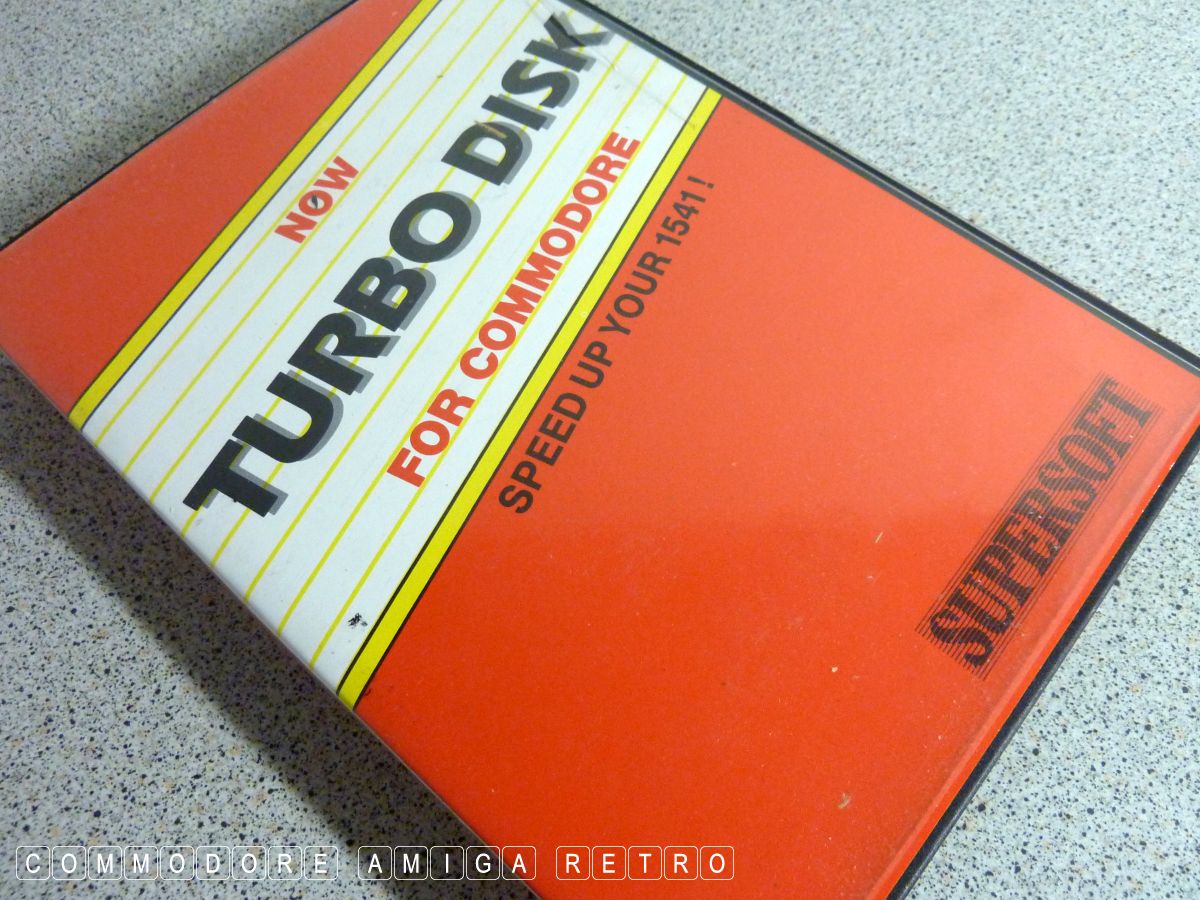 NOW
TURBO DISK
FOR COMMODORE
SPEED UP YOUR 1541!
SUPERSOFT
COMMODORE AMIGA RETRO